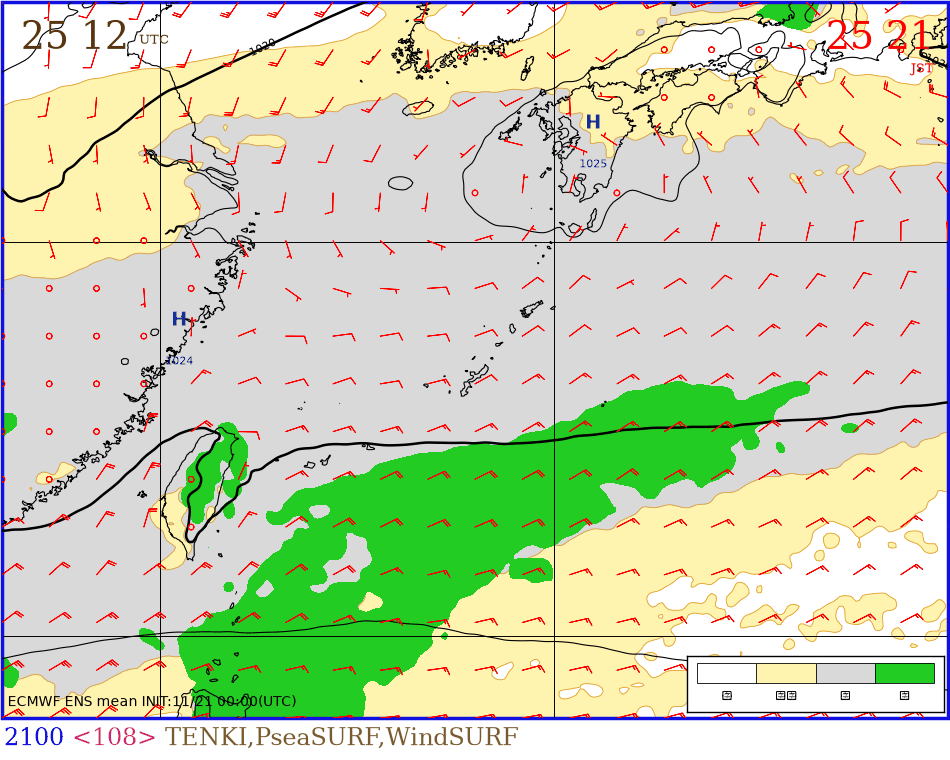 25 12 UTC
25 21
JST
1020
H
1025
H
1024
ECMWF ENS mean INIT:11/21 00:00(UTC)
2100 <108> TENKI,PseaSURF,WindSURF